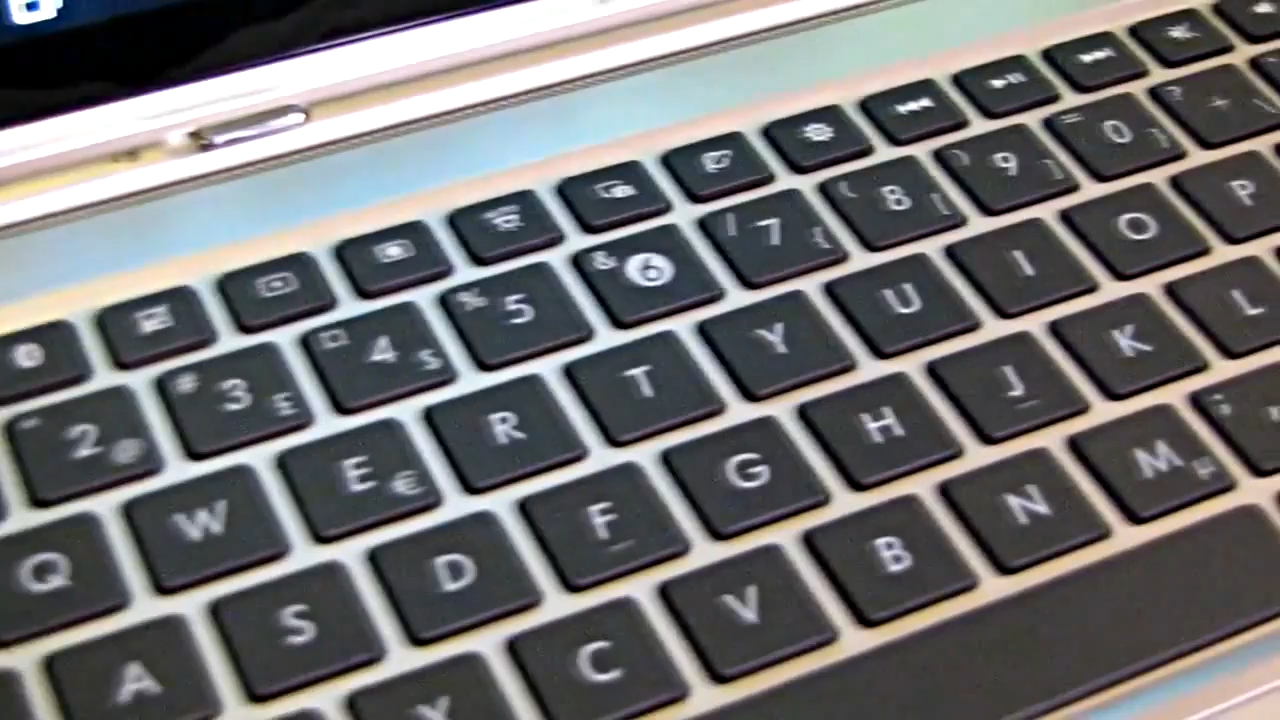 " 2 @ # 3 £ ¤ 4 $ % 5 & 6 / 7 { ( 8 [ ) 9 ] = 0 } ? + \
Q W E € R T Y U I O P
A S D F G H J K L
Y C V B N M µ ;